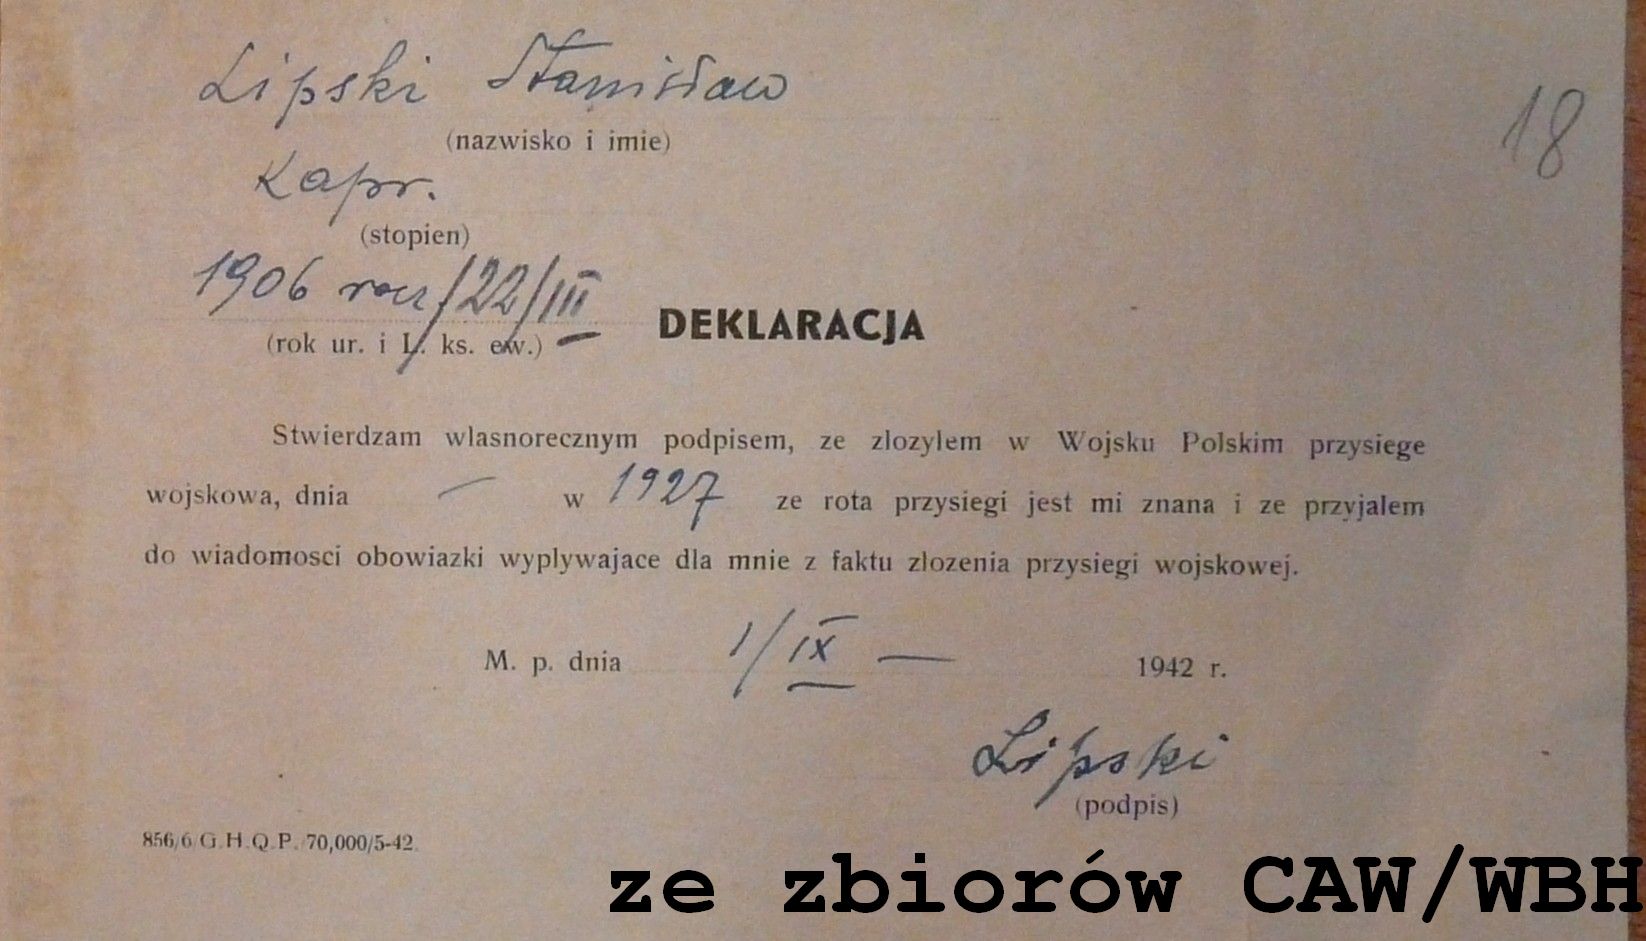 Lipski Stanisław
18
(nazwisko i imie)
Kapr.
(stopien)
1906 rocz/22/III
(rok ur. i L. ks. ew.)
DEKLARACJA
Stwierdzam wlasnorecznym podpisem, ze zlozylem w Wojsku Polskim przysiege
wojskowa, dnia — w 1927 ze rota przysiegi jest mi znana i ze przyjalem
do wiadomosci obowiazki wyplywajace dla mnie z faktu zlozenia przysiegi wojskowej.
M. p. dnia 1/IX — 1942 r.
Lipski
(podpis)
856/6/G.H.Q.P. 70,000/5-42.
ze zbiorów CAW/WBH